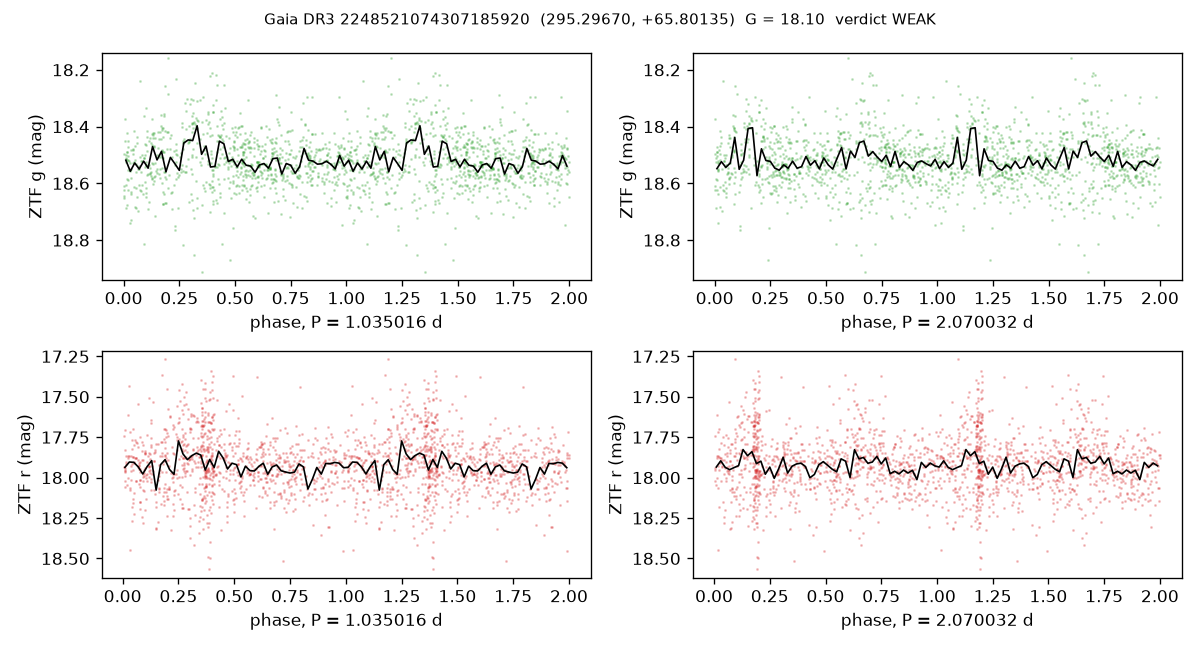 Gaia DR3 2248521074307185920 (295.29670, +65.80135) G = 18.10 verdict WEAK
ZTF g (mag)
18.2
18.4
18.6
18.8
0.00 0.25 0.50 0.75 1.00 1.25 1.50 1.75 2.00
phase, P = 1.035016 d
ZTF g (mag)
18.2
18.4
18.6
18.8
0.00 0.25 0.50 0.75 1.00 1.25 1.50 1.75 2.00
phase, P = 2.070032 d
ZTF r (mag)
17.25
17.50
17.75
18.00
18.25
18.50
0.00 0.25 0.50 0.75 1.00 1.25 1.50 1.75 2.00
phase, P = 1.035016 d
ZTF r (mag)
17.25
17.50
17.75
18.00
18.25
18.50
0.00 0.25 0.50 0.75 1.00 1.25 1.50 1.75 2.00
phase, P = 2.070032 d